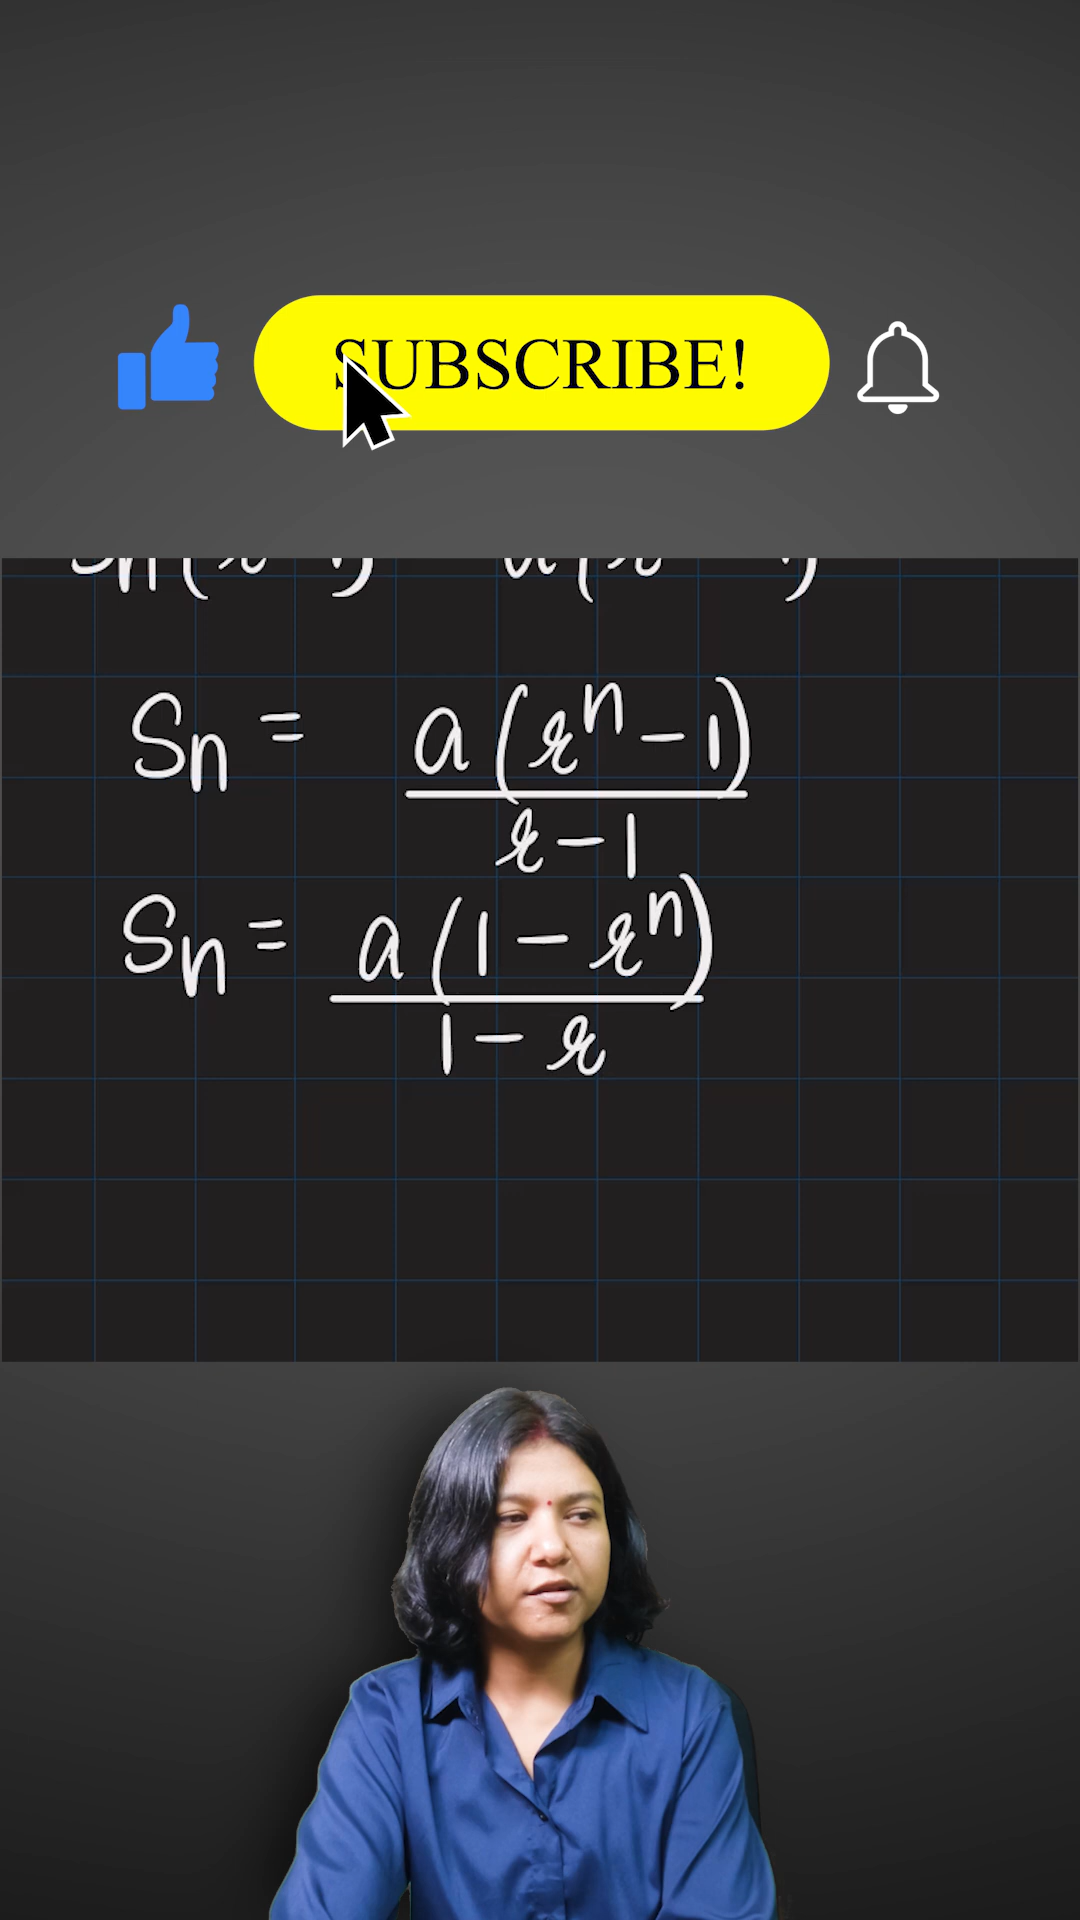 SUBSCRIBE!
Sn = a(rⁿ-1)
r-1
Sn = a(1-rⁿ)
1-r